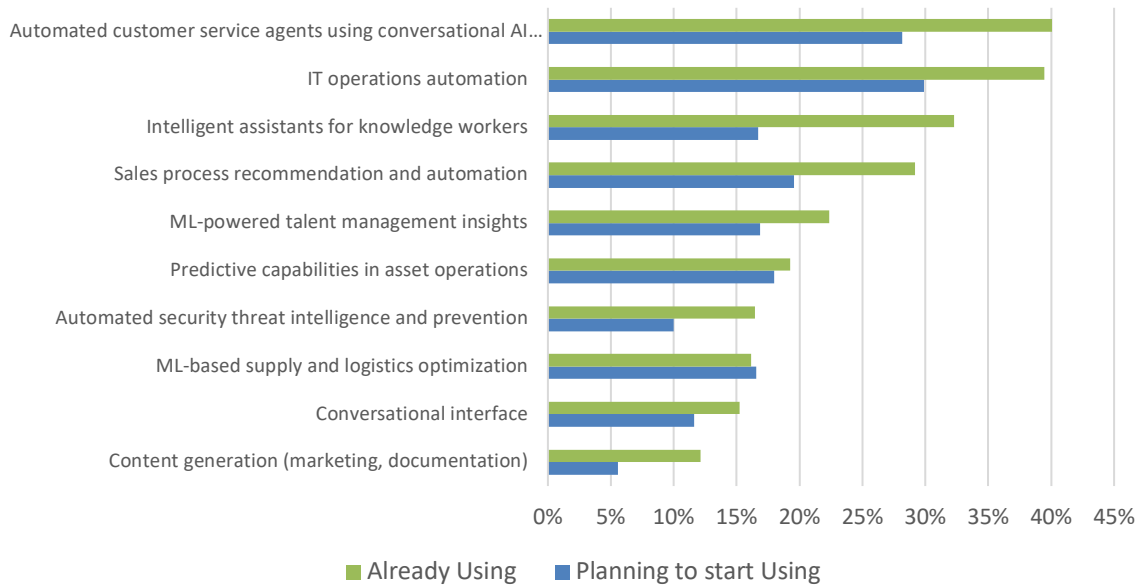 Automated customer service agents using conversational AI...
IT operations automation
Intelligent assistants for knowledge workers
Sales process recommendation and automation
ML-powered talent management insights
Predictive capabilities in asset operations
Automated security threat intelligence and prevention
ML-based supply and logistics optimization
Conversational interface
Content generation (marketing, documentation)
0% 5% 10% 15% 20% 25% 30% 35% 40% 45%
Already Using Planning to start Using